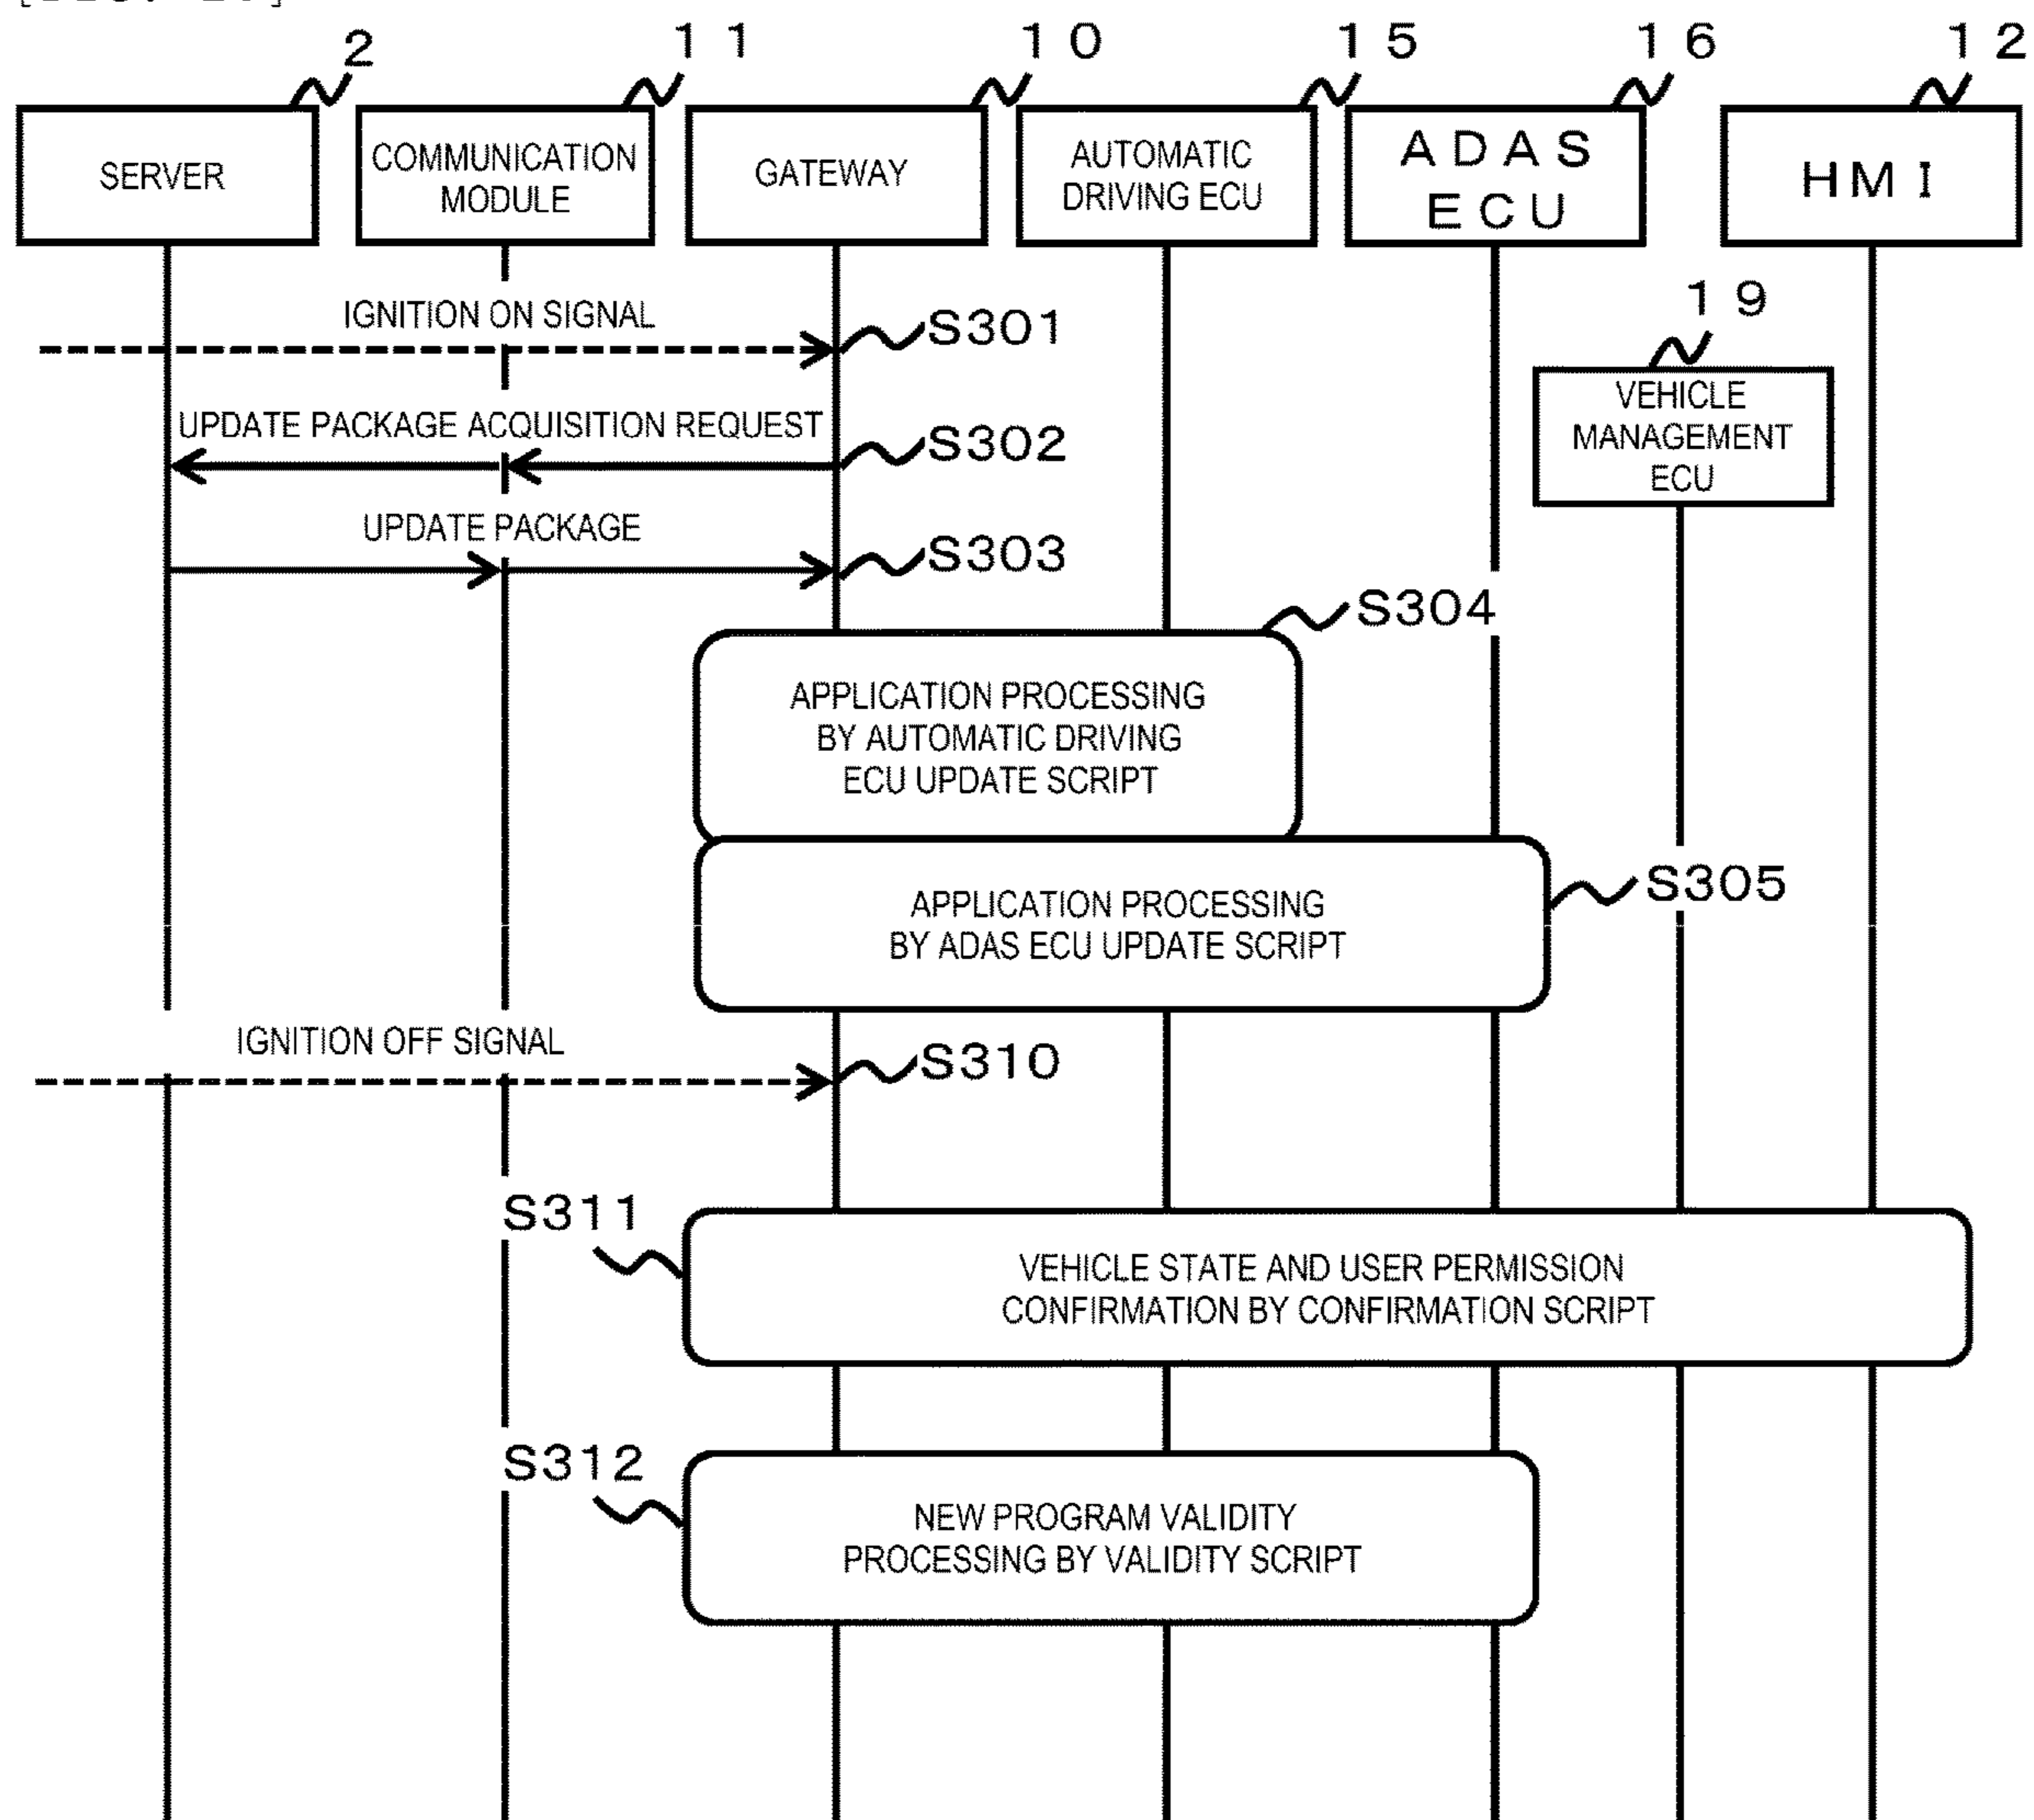 2
11
10
15
16
12
SERVER
COMMUNICATION
MODULE
GATEWAY
AUTOMATIC
DRIVING ECU
ADAS
ECU
HMI
19
VEHICLE
MANAGEMENT
ECU
IGNITION ON SIGNAL
S301
UPDATE PACKAGE ACQUISITION REQUEST
S302
UPDATE PACKAGE
S303
S304
APPLICATION PROCESSING
BY AUTOMATIC DRIVING
ECU UPDATE SCRIPT
APPLICATION PROCESSING
BY ADAS ECU UPDATE SCRIPT
S305
IGNITION OFF SIGNAL
S310
S311
VEHICLE STATE AND USER PERMISSION
CONFIRMATION BY CONFIRMATION SCRIPT
S312
NEW PROGRAM VALIDITY
PROCESSING BY VALIDITY SCRIPT